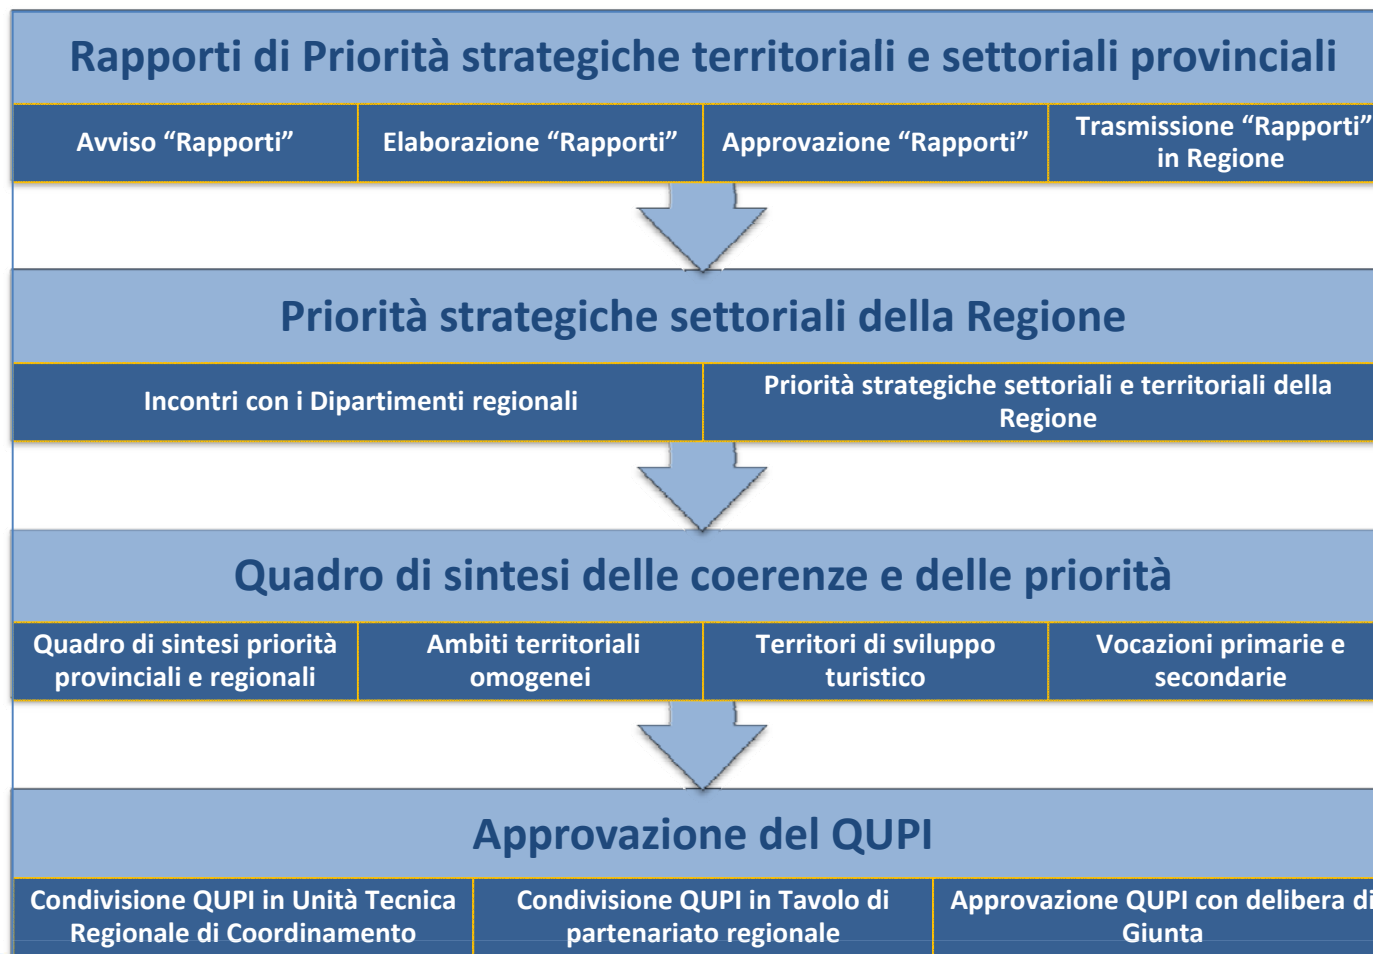 Rapporti di Priorità strategiche territoriali e settoriali provinciali
Avviso “Rapporti”
Elaborazione “Rapporti”
Approvazione “Rapporti”
Trasmissione “Rapporti”
in Regione
Priorità strategiche settoriali della Regione
Incontri con i Dipartimenti regionali
Priorità strategiche settoriali e territoriali della
Regione
Quadro di sintesi delle coerenze e delle priorità
Quadro di sintesi priorità
provinciali e regionali
Ambiti territoriali
omogenei
Territori di sviluppo
turistico
Vocazioni primarie e
secondarie
Approvazione del QUPI
Condivisione QUPI in Unità Tecnica
Regionale di Coordinamento
Condivisione QUPI in Tavolo di
partenariato regionale
Approvazione QUPI con delibera di
Giunta